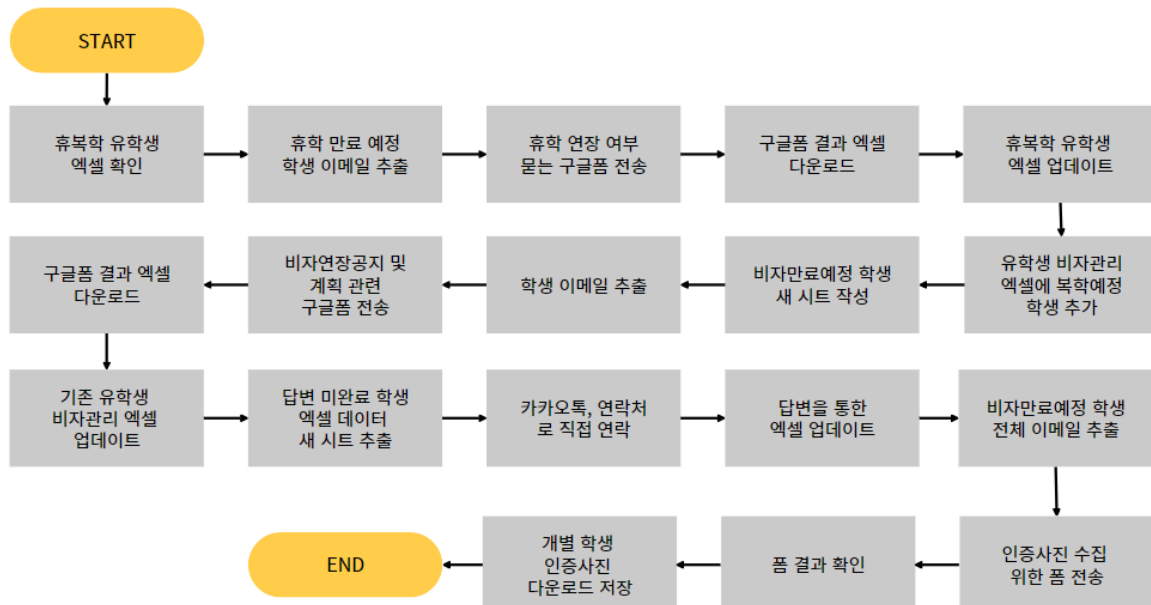 START
휴복학 유학생
엑셀 확인
휴학 만료 예정
학생 이메일 추출
휴학 연장 여부
묻는 구글폼 전송
구글폼 결과 엑셀
다운로드
휴복학 유학생
엑셀 업데이트
유학생 비자관리
엑셀에 복학예정
학생 추가
비자만료예정 학생
새 시트 작성
학생 이메일 추출
비자연장공지 및
계획 관련
구글폼 전송
구글폼 결과 엑셀
다운로드
기존 유학생
비자관리 엑셀
업데이트
답변 미완료 학생
엑셀 데이터
새 시트 추출
카카오톡, 연락처
로 직접 연락
답변을 통한
엑셀 업데이트
비자만료예정 학생
전체 이메일 추출
인증사진 수집
위한 폼 전송
폼 결과 확인
개별 학생
인증사진
다운로드 저장
END